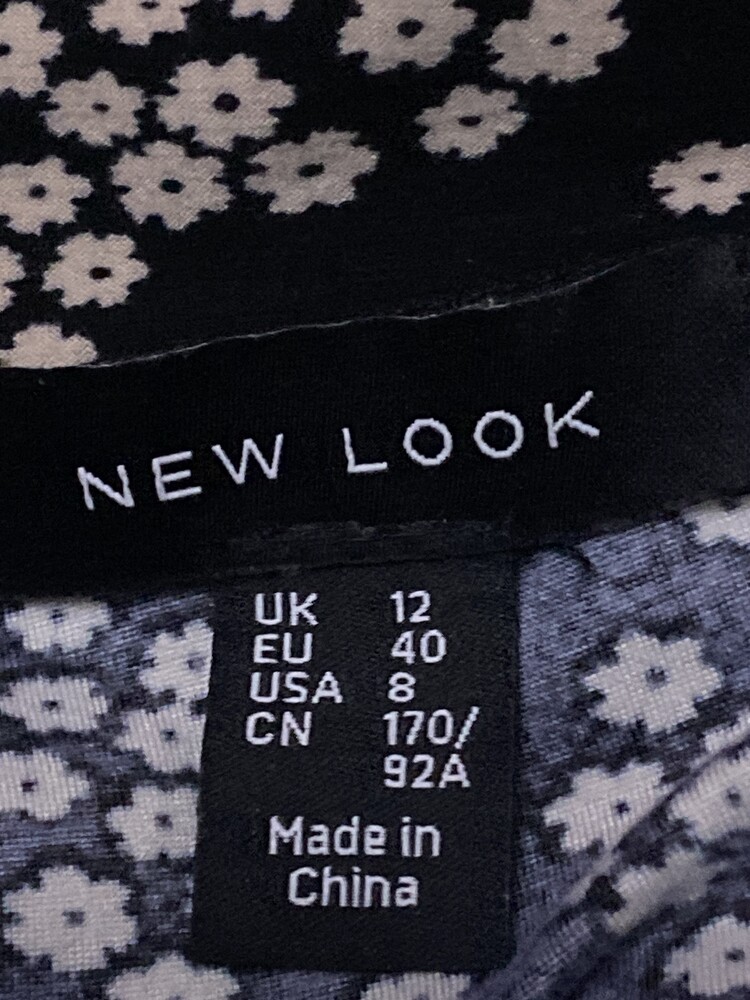 NEW LOOK
UK 12
EU 40
USA 8
CN 170/
92A
Made in
China